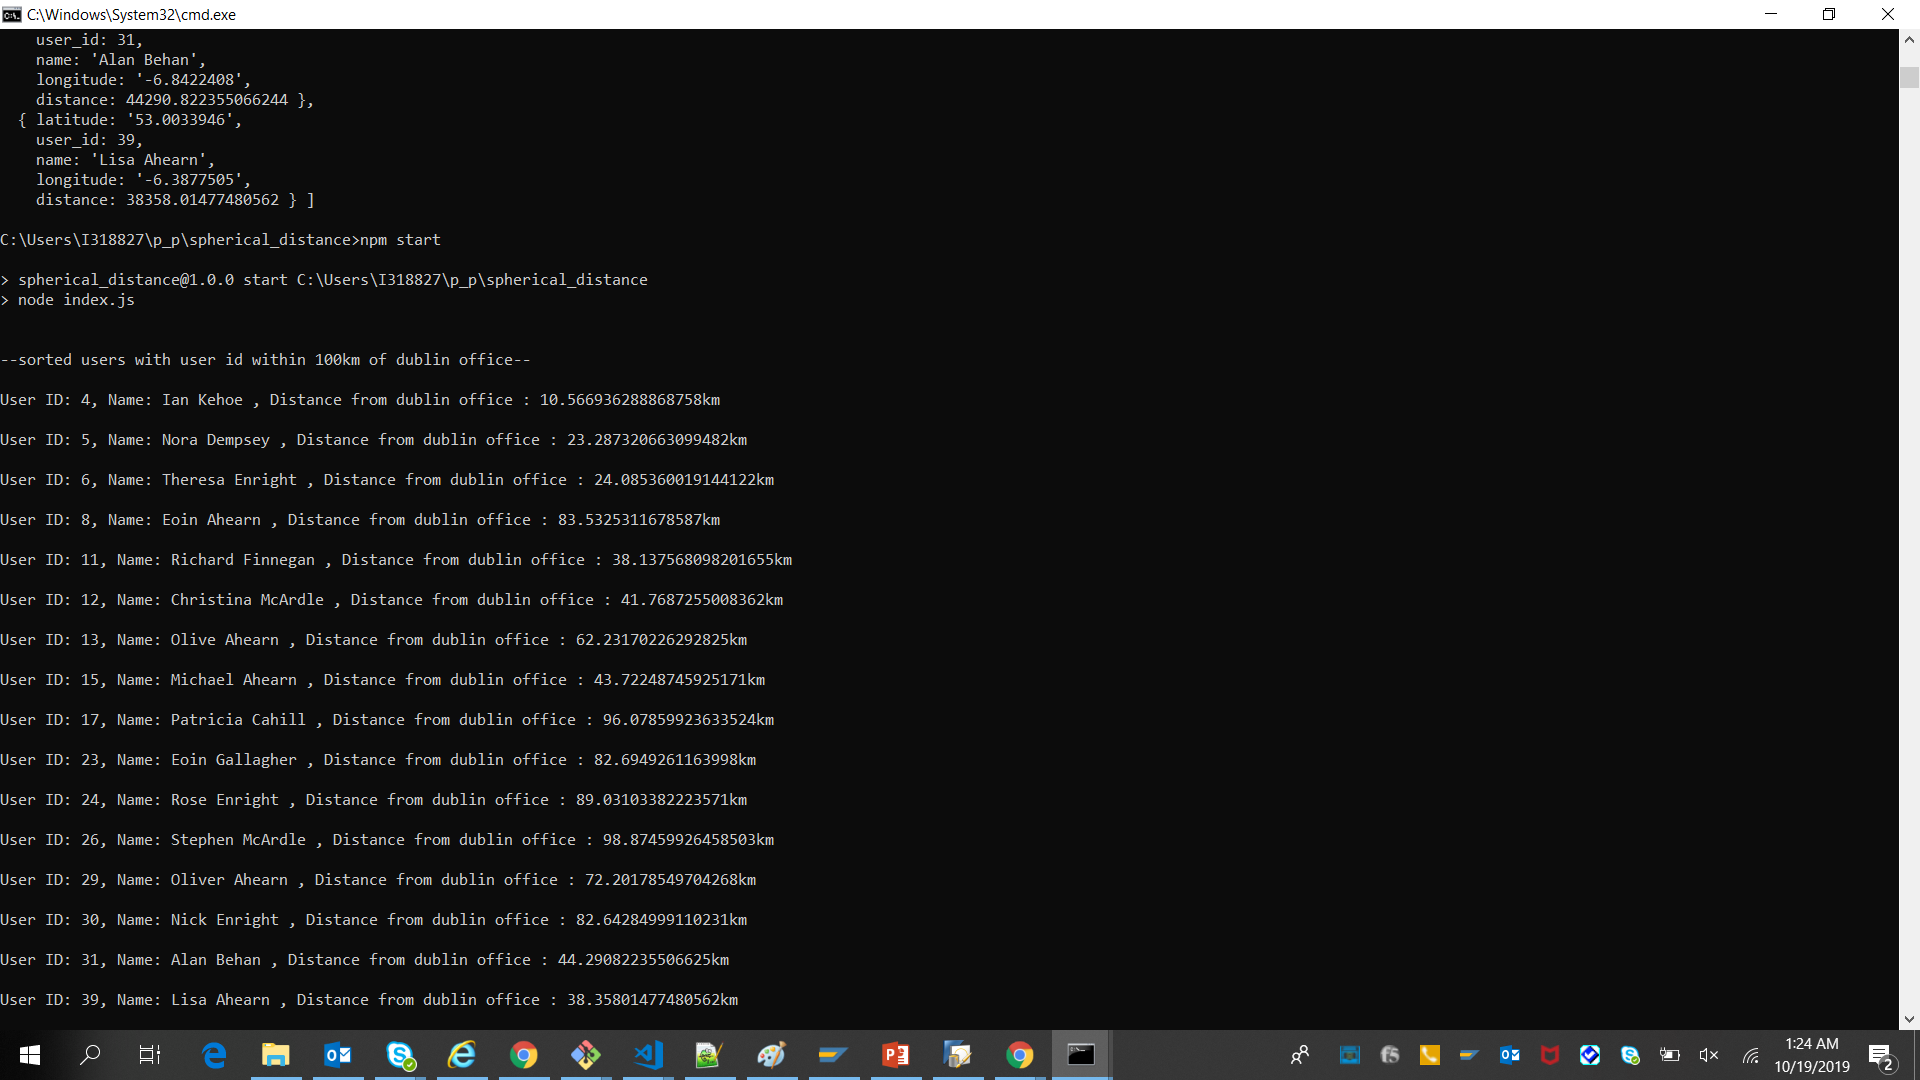 C:\Windows\System32\cmd.exe
user_id: 31,
name: 'Alan Behan',
longitude: '-6.8422408',
distance: 44290.822355066244 },
{ latitude: '53.0033946',
user_id: 39,
name: 'Lisa Ahearn',
longitude: '-6.3877505',
distance: 38358.01477480562 } ]
C:\Users\I318827\p_p\spherical_distance>npm start
> spherical_distance@1.0.0 start C:\Users\I318827\p_p\spherical_distance
> node index.js
--sorted users with user id within 100km of dublin office--
User ID: 4, Name: Ian Kehoe , Distance from dublin office : 10.566936288868758km
User ID: 5, Name: Nora Dempsey , Distance from dublin office : 23.287320663099482km
User ID: 6, Name: Theresa Enright , Distance from dublin office : 24.085360019144122km
User ID: 8, Name: Eoin Ahearn , Distance from dublin office : 83.5325311678587km
User ID: 11, Name: Richard Finnegan , Distance from dublin office : 38.137568098201655km
User ID: 12, Name: Christina McArdle , Distance from dublin office : 41.7687255008362km
User ID: 13, Name: Olive Ahearn , Distance from dublin office : 62.23170226292825km
User ID: 15, Name: Michael Ahearn , Distance from dublin office : 43.72248745925171km
User ID: 17, Name: Patricia Cahill , Distance from dublin office : 96.07859923633524km
User ID: 23, Name: Eoin Gallagher , Distance from dublin office : 82.6949261163998km
User ID: 24, Name: Rose Enright , Distance from dublin office : 89.03103382223571km
User ID: 26, Name: Stephen McArdle , Distance from dublin office : 98.87459926458503km
User ID: 29, Name: Oliver Ahearn , Distance from dublin office : 72.20178549704268km
User ID: 30, Name: Nick Enright , Distance from dublin office : 82.64284999110231km
User ID: 31, Name: Alan Behan , Distance from dublin office : 44.29082235506625km
User ID: 39, Name: Lisa Ahearn , Distance from dublin office : 38.35801477480562km
1:24 AM
10/19/2019
2